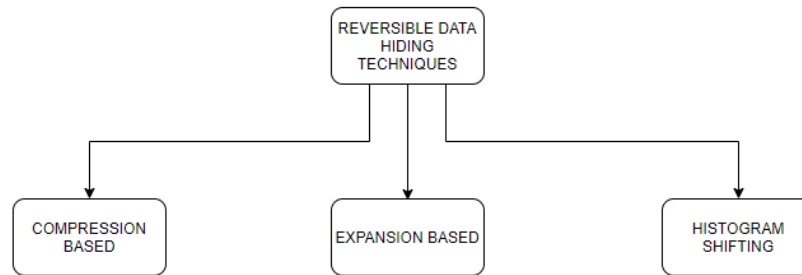 REVERSIBLE DATA
HIDING
TECHNIQUES
COMPRESSION
BASED
EXPANSION BASED
HISTOGRAM
SHIFTING